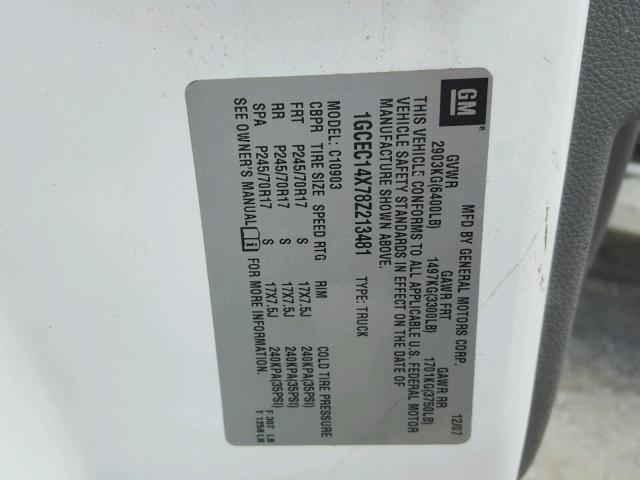 GM
®
MFD BY GENERAL MOTORS CORP. 12/07
GVWR GAWR FRT GAWR RR
2903KG(6400LB) 1497KG(3300LB) 1701KG(3750LB)
THIS VEHICLE CONFORMS TO ALL APPLICABLE U.S. FEDERAL MOTOR
VEHICLE SAFETY STANDARDS IN EFFECT ON THE DATE OF
MANUFACTURE SHOWN ABOVE.
1GCEC14X78Z213481 TYPE: TRUCK
MODEL: C10903
CBPR TIRE SIZE SPEED RTG RIM COLD TIRE PRESSURE
FRT P245/70R17 S 17X7.5J 240KPA(35PSI)
RR P245/70R17 S 17X7.5J 240KPA(35PSI)
SPA P245/70R17 S 17X7.5J 240KPA(35PSI)
SEE OWNER'S MANUAL i FOR MORE INFORMATION.
F 307 LB
T 1258 LB